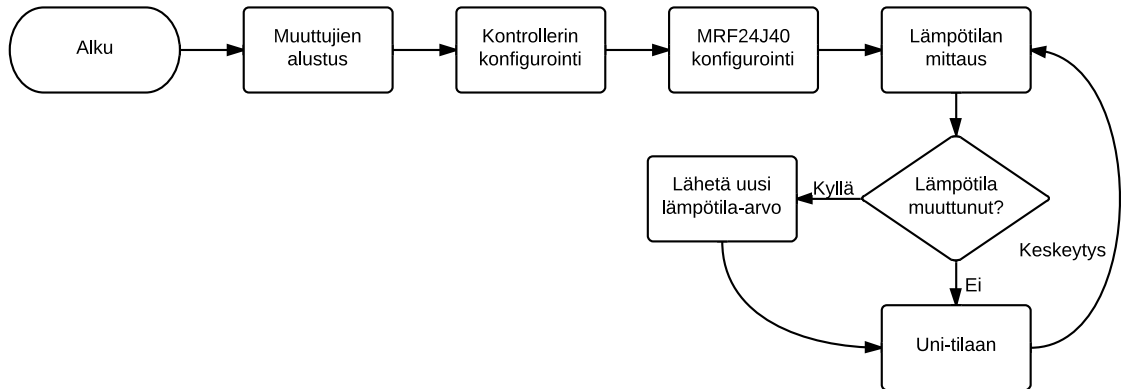 Alku
Muuttujien
alustus
Kontrollerin
konfigurointi
MRF24J40
konfigurointi
Lämpötilan
mittaus
Lämpötila
muuttunut?
Kyllä
Lähetä uusi
lämpötila-arvo
Keskeytys
Ei
Uni-tilaan